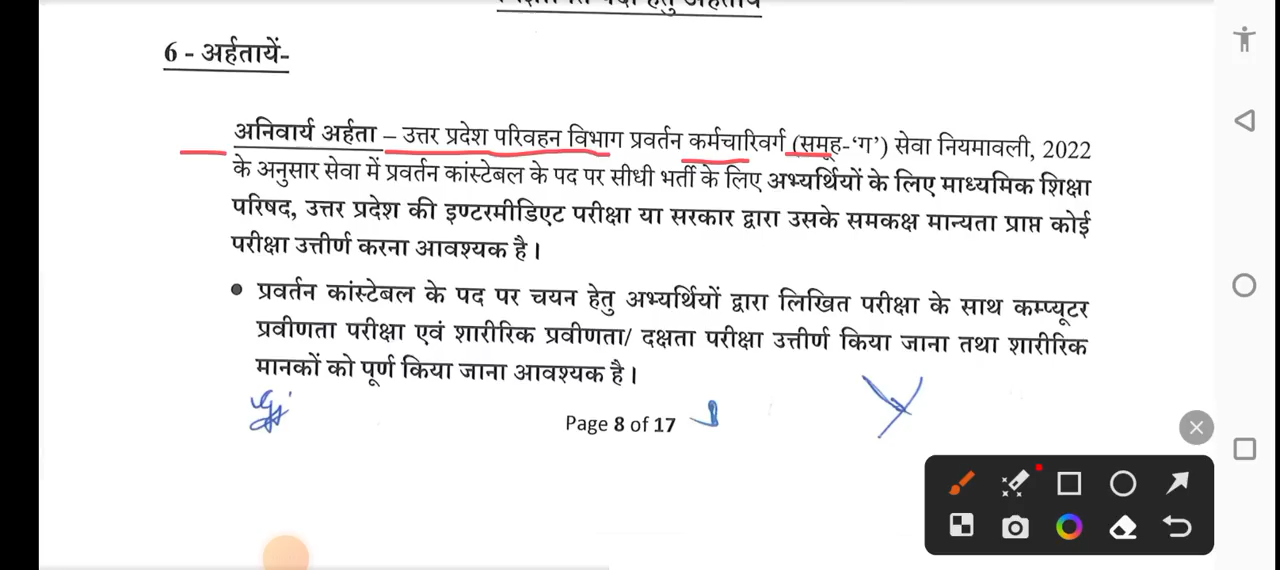 6 - अर्हतायें-
अनिवार्य अर्हता – उत्तर प्रदेश परिवहन विभाग प्रवर्तन कर्मचारिवर्ग (समूह-‘ग’) सेवा नियमावली, 2022
के अनुसार सेवा में प्रवर्तन कांस्टेबल के पद पर सीधी भर्ती के लिए अभ्यर्थियों के लिए माध्यमिक शिक्षा
परिषद, उत्तर प्रदेश की इण्टरमीडिएट परीक्षा या सरकार द्वारा उसके समकक्ष मान्यता प्राप्त कोई
परीक्षा उत्तीर्ण करना आवश्यक है।
● प्रवर्तन कांस्टेबल के पद पर चयन हेतु अभ्यर्थियों द्वारा लिखित परीक्षा के साथ कम्प्यूटर
प्रवीणता परीक्षा एवं शारीरिक प्रवीणता/ दक्षता परीक्षा उत्तीर्ण किया जाना तथा शारीरिक
मानकों को पूर्ण किया जाना आवश्यक है।
Page 8 of 17